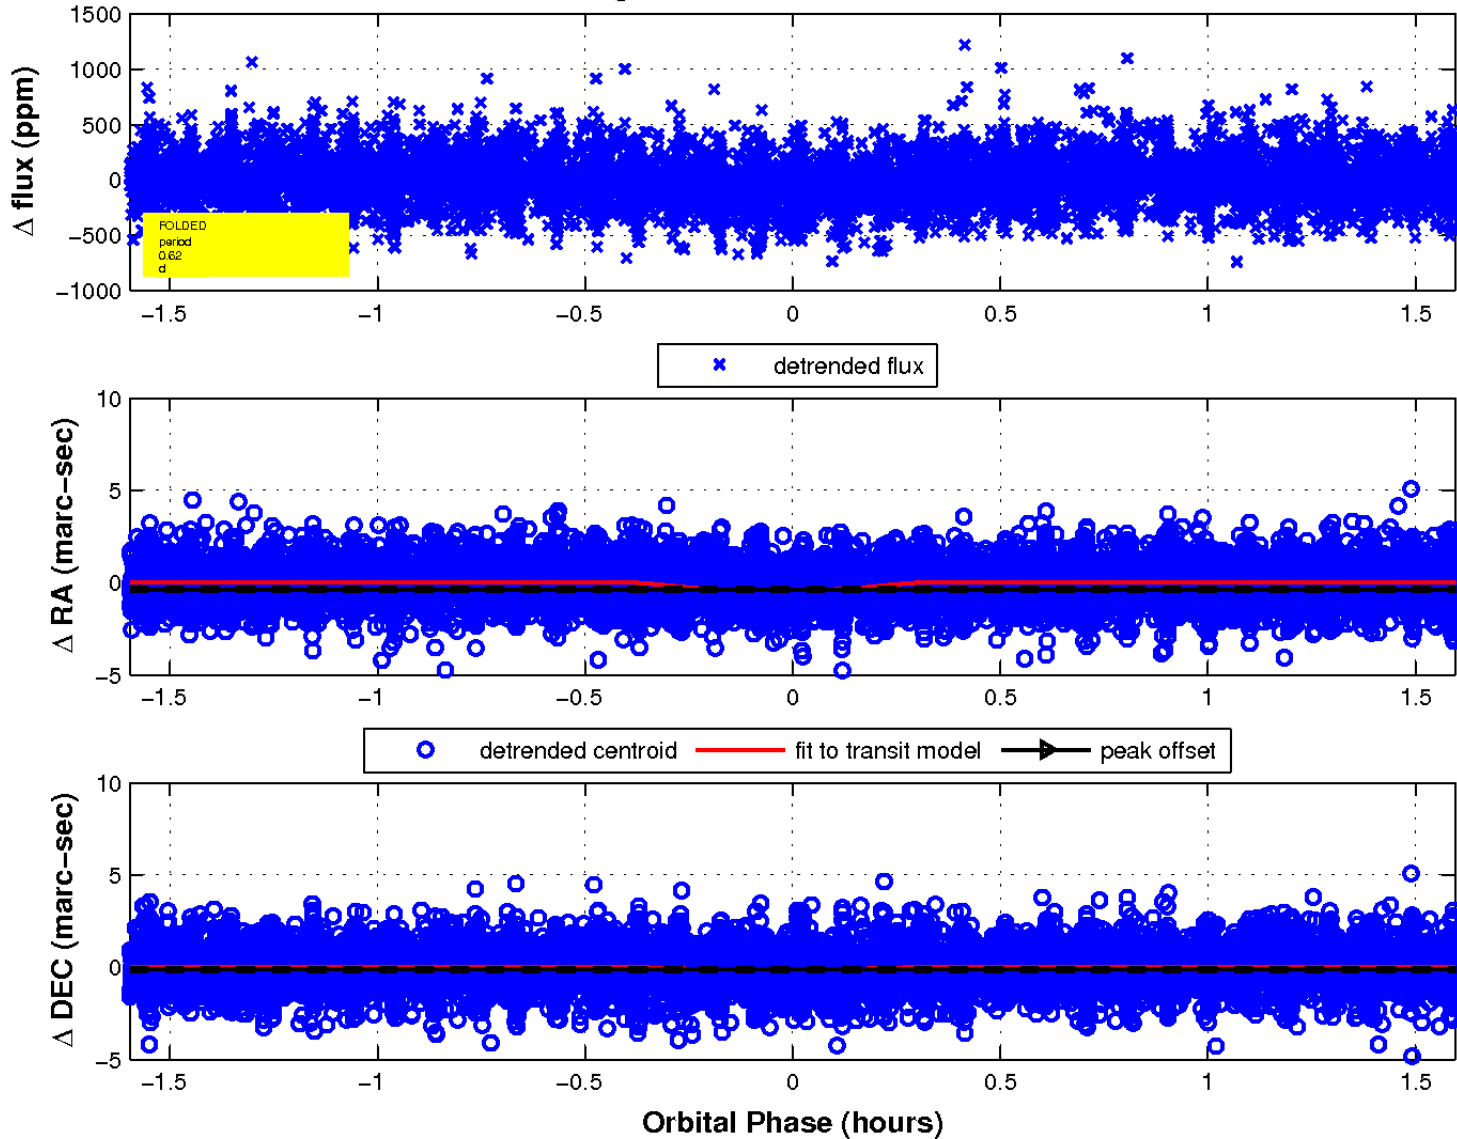 1500
1000
500
0
−500
−1000
Δ flux (ppm)
FOLDED
period
0.62
d
−1.5 −1 −0.5 0 0.5 1 1.5
detrended flux
10
5
0
−5
Δ RA (marc−sec)
−1.5 −1 −0.5 0 0.5 1 1.5
detrended centroid fit to transit model peak offset
10
5
0
−5
Δ DEC (marc−sec)
−1.5 −1 −0.5 0 0.5 1 1.5
Orbital Phase (hours)